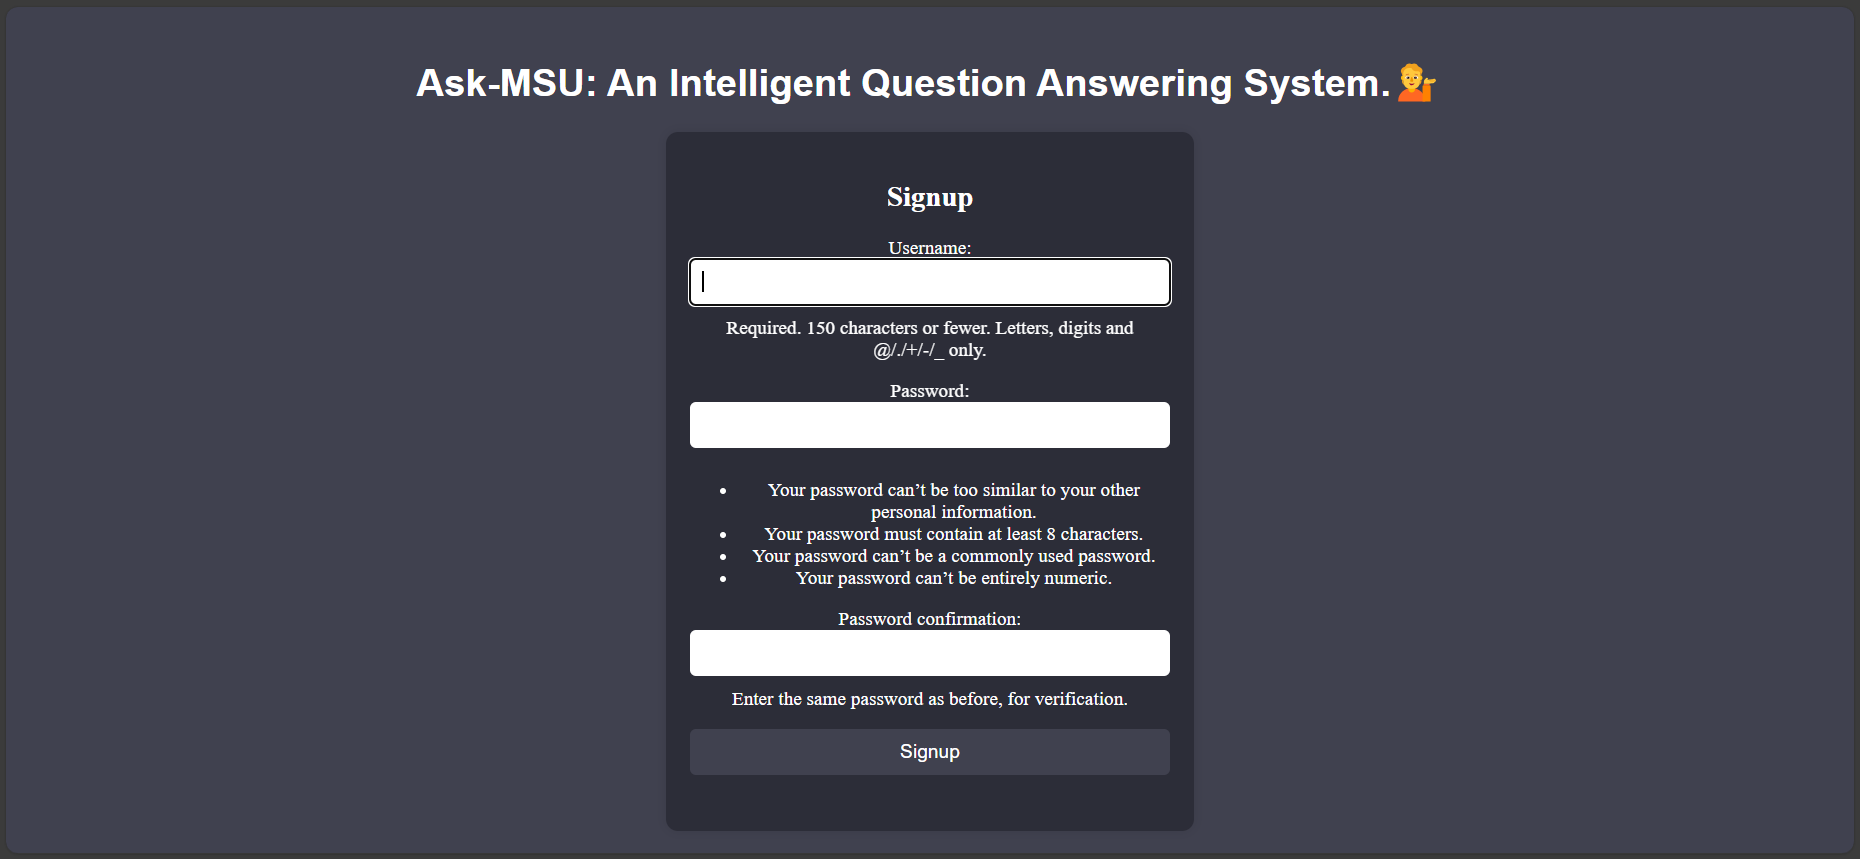 Ask-MSU: An Intelligent Question Answering System.💁
Signup
Username:
Required. 150 characters or fewer. Letters, digits and
@/./+/-/_ only.
Password:
• Your password can’t be too similar to your other
personal information.
• Your password must contain at least 8 characters.
• Your password can’t be a commonly used password.
• Your password can’t be entirely numeric.
Password confirmation:
Enter the same password as before, for verification.
Signup